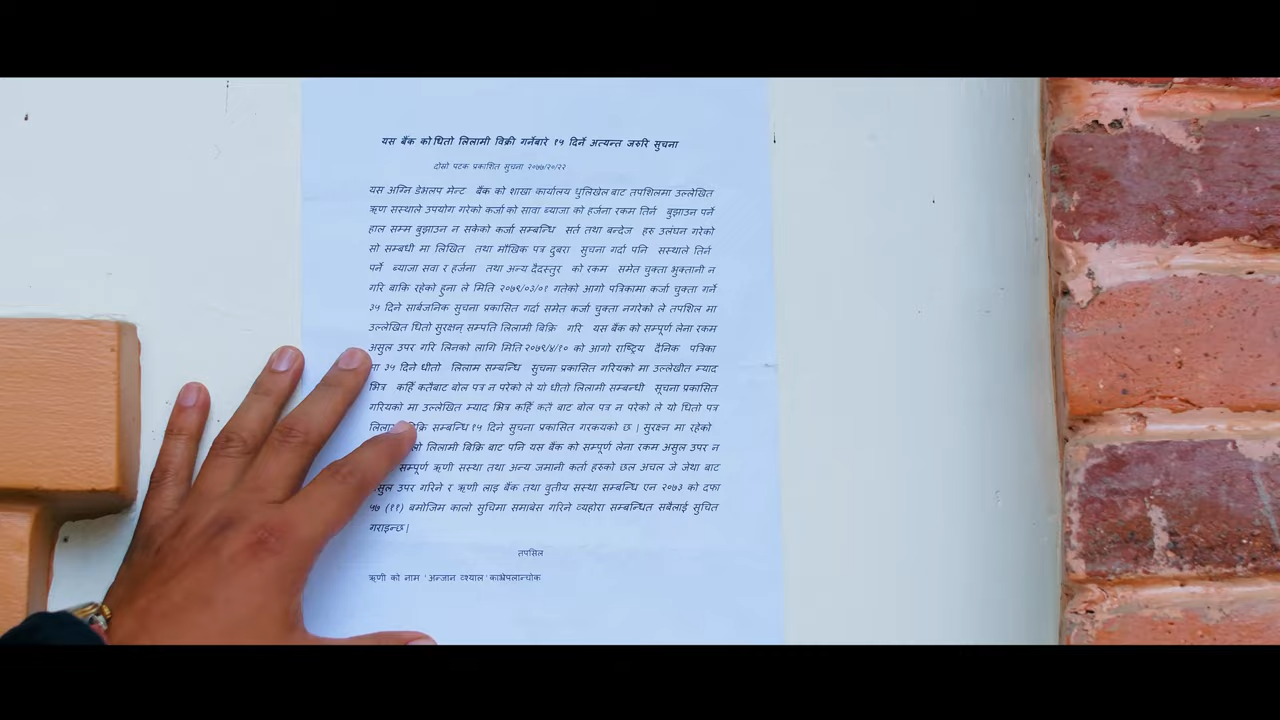 यस बैंक को धितो लिलामी विक्री गर्नेबारे १५ दिने अत्यन्त जरुरि सुचना
दोस्रो पटक प्रकाशित सुचना २०७७/२०/२२
यस अग्नि डेभलप मेन्ट बैंक को शाखा कार्यालय धुलिखेल बाट तपशिलमा उल्लेखित
ऋण सस्थाले उपयोग गरेको कर्जा को सावा ब्याजा को हर्जना रकम तिर्न बुझाउन पर्ने
हाल सम्म बुझाउन न सकेको कर्जा सम्बन्धि सर्त तथा बन्देज हरु उलंघन गरेको
सो सम्बधी मा लिखित तथा मौखिक पत्र दुबरा सुचना गर्दा पनि सस्थाले तिर्न
पर्ने ब्याजा सवा र हर्जना तथा अन्य दैदस्तुर को रकम समेत चुक्ता भुक्तानी न
गरि बाकि रहेको हुना ले मिति २०७९/०३/०१ गतेको आगो पत्रिकामा कर्जा चुक्ता गर्ने
३५ दिने सार्बजनिक सुचना प्रकासित गर्दा समेत कर्जा चुक्ता नगरेको ले तपशिल मा
उल्लेखित धितो सुरक्षन् सम्पति लिलामी विक्रि गरि यस बैंक को सम्पूर्ण लेना रकम
असुल उपर गरि लिनको लागि मिति २०७९/४/१० को आगो राष्ट्रिय दैनिक पत्रिका
मा ३५ दिने धीतो लिलाम सम्बन्धि सुचना प्रकासित गरियको मा उल्लेखीत म्याद
भित्र कहिँ कतैबाट बोल पत्र न परेको ले यो धीतो लिलामी सम्बन्धी सूचना प्रकासित
गरियको मा उल्लेखित म्याद भित्र कहिँ कतै बाट बोल पत्र न परेको ले यो धितो पत्र
लिलामी बिक्रि सम्बन्धि १५ दिने सुचना प्रकासित गरकयको छ | सुरक्ष्न मा रहेको
लो लिलामी बिक्रि बाट पनि यस बैंक को सम्पूर्ण लेना रकम असुल उपर न
सम्पूर्ण ऋणी सस्था तथा अन्य जमानी कर्ता हरुको छल अचल जे जेथा बाट
असुल उपर गरिने र ऋणी लाइ बैंक तथा वुतीय सस्था सम्बन्धि एन २०७३ को दफा
५७ (११) बमोजिम कालो सुचिमा समाबेस गरिने व्यहोरा सम्बन्धित सबैलाई सुचित
गराइन्छ |
तपसिल
ऋणी को नाम ' अन्जान व्श्याल ' काभ्रेपलान्चोक